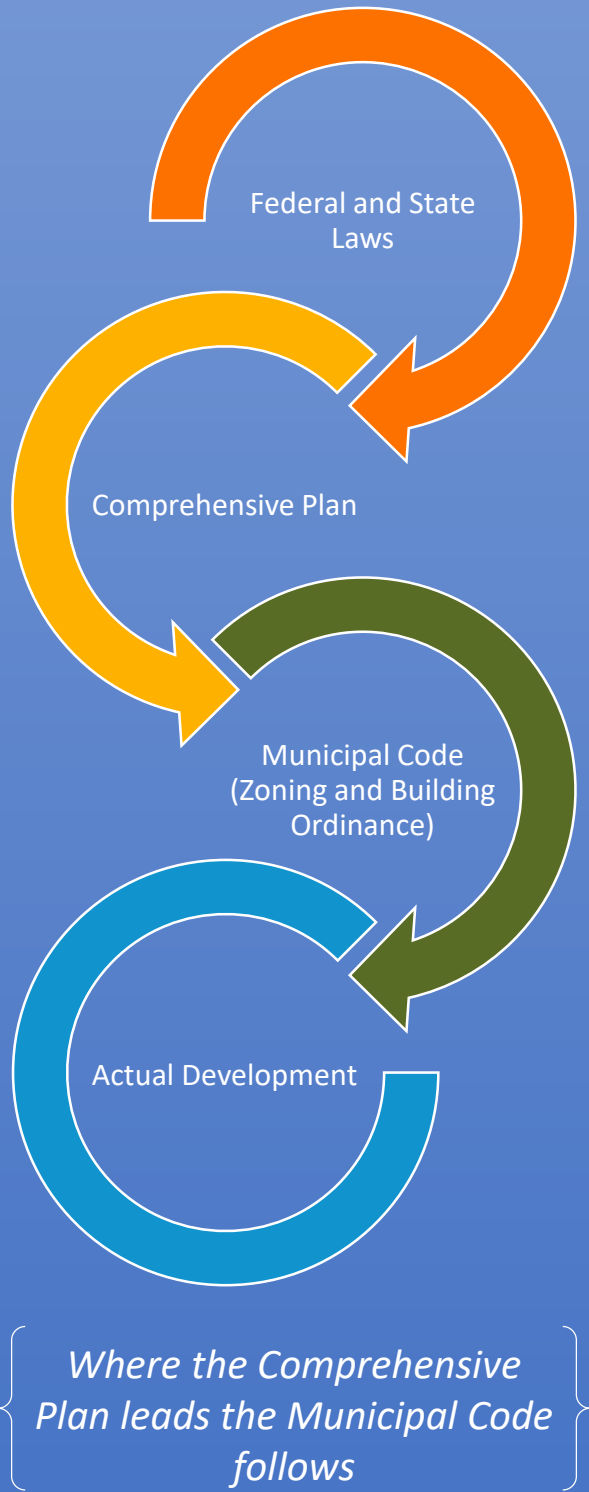 Federal and State
Laws
Comprehensive Plan
Municipal Code
(Zoning and Building
Ordinance)
Actual Development
Where the Comprehensive
Plan leads the Municipal Code
follows